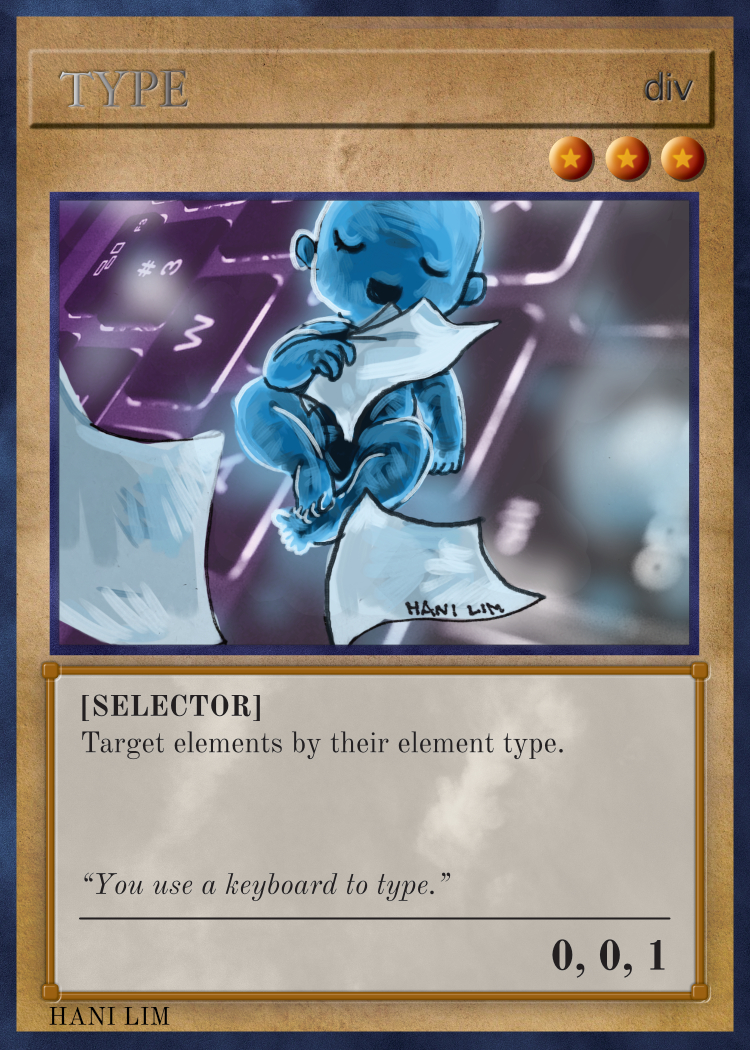 TYPE
div
#
3
W
HANI LIM
[SELECTOR]
Target elements by their element type.
“You use a keyboard to type.”
0, 0, 1
HANI LIM